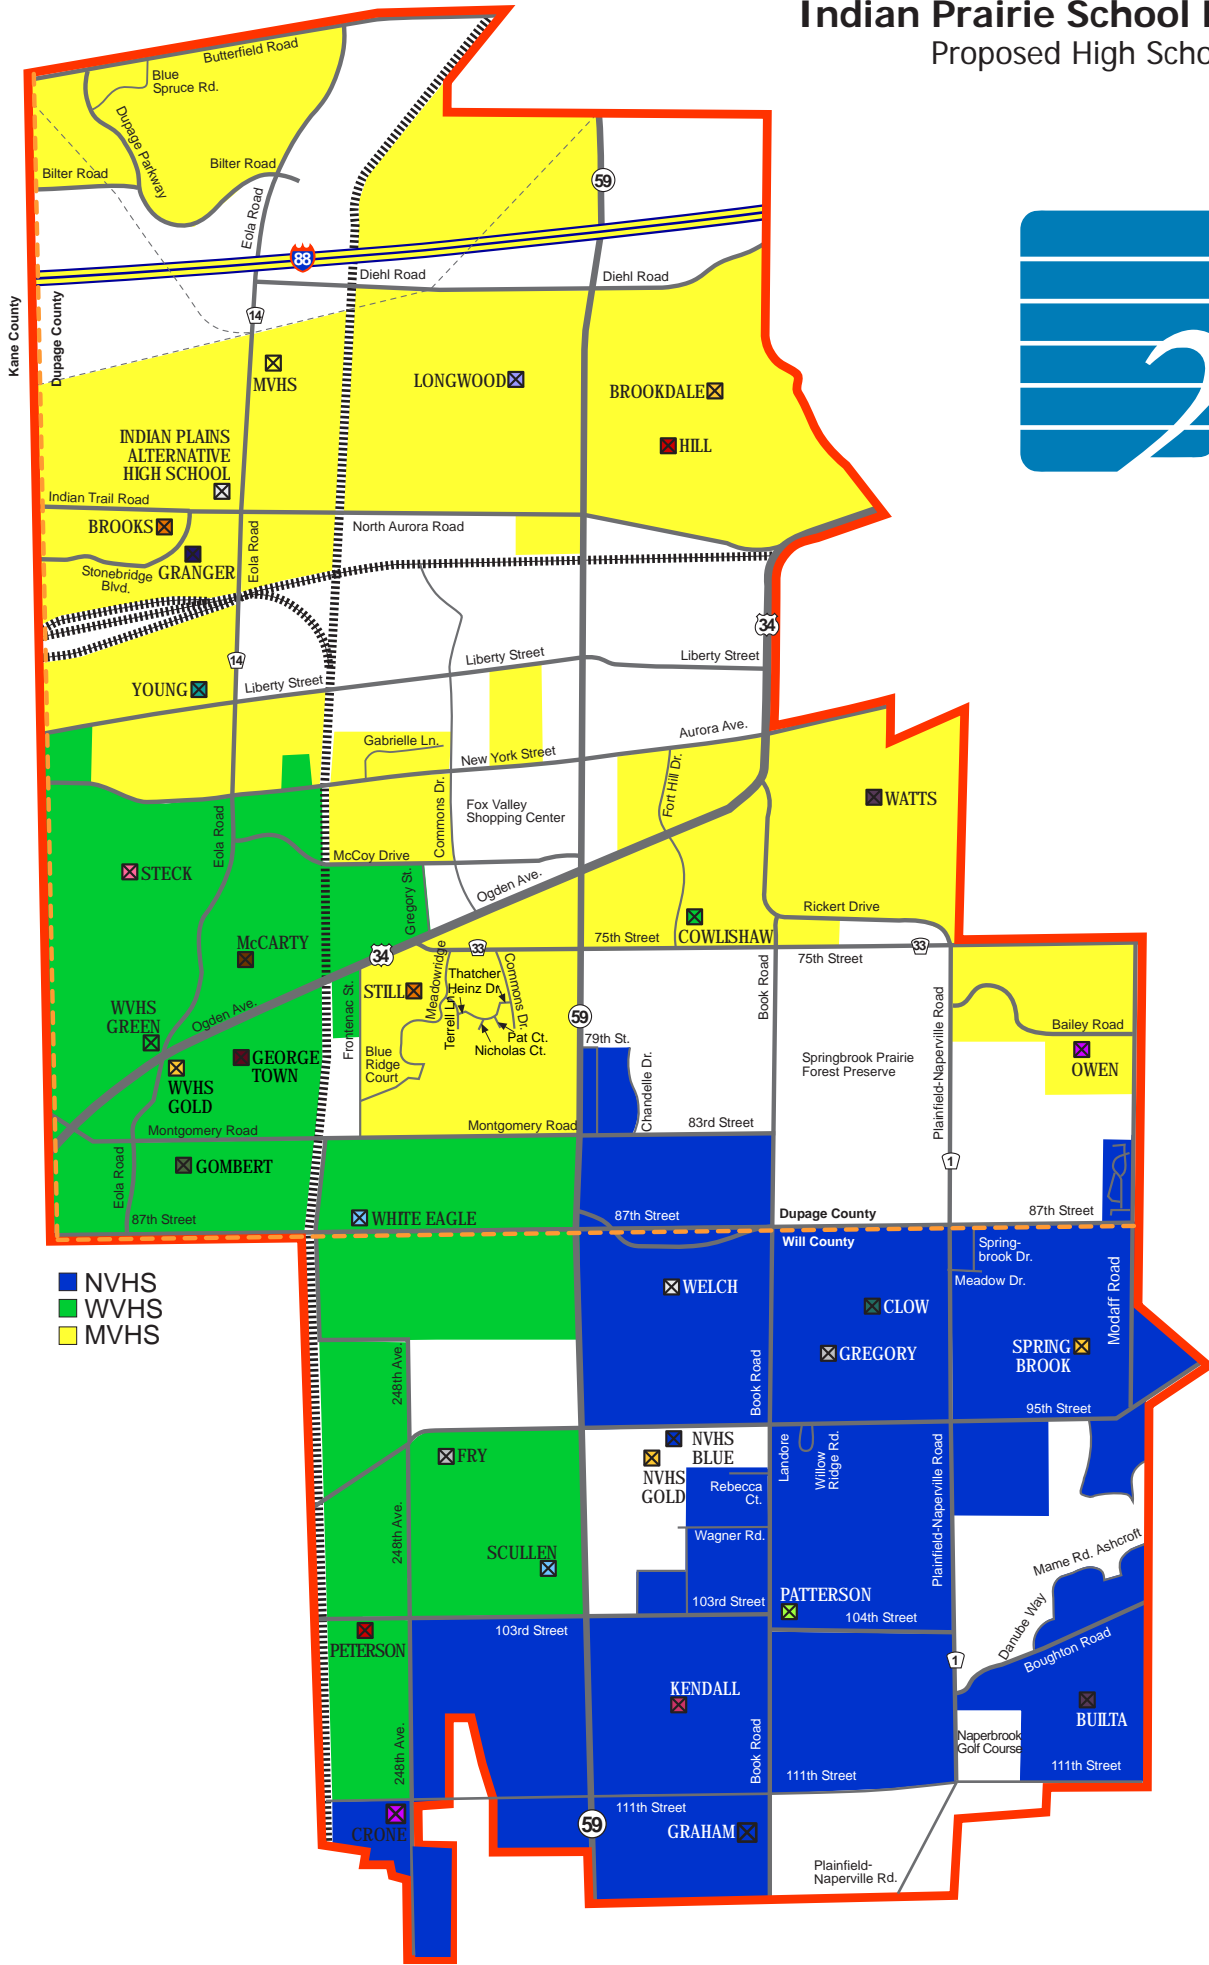 Indian Prairie School
Proposed High Scho
Butterfield Road
Blue
Spruce Rd.
Dupage Parkway
Bilter Road
Bilter Road
Eola Road
59
88
Diehl Road
Diehl Road
Kane County
Dupage County
14
MVHS
LONGWOOD
BROOKDALE
HILL
INDIAN PLAINS
ALTERNATIVE
HIGH SCHOOL
Indian Trail Road
BROOKS
North Aurora Road
Eola Road
Stonebridge
Blvd.
GRANGER
34
14
YOUNG
Liberty Street
Liberty Street
Liberty Street
Gabrielle Ln.
New York Street
Aurora Ave.
Fort Hill Dr.
Commons Dr.
Fox Valley
Shopping Center
WATTS
Eola Road
McCoy Drive
STECK
Gregory St.
Ogden Ave.
Rickert Drive
COWLISHAW
75th Street
33
33
75th Street
McCARTY
34
Meadowridge
Thatcher
Heinz Dr.
Commons Dr.
Book Road
STILL
Terrell Ln.
Pat Ct.
Nicholas Ct.
Frontenac St.
Blue
Ridge
Court
59
79th St.
Chandelle Dr.
Plainfield-Naperville Road
Bailey Road
OWEN
Springbrook Prairie
Forest Preserve
WVHS
GREEN
Ogden Ave.
WVHS
GOLD
GEORGE
TOWN
Montgomery Road
Montgomery Road
83rd Street
1
GOMBERT
Eola Road
87th Street
WHITE EAGLE
87th Street
Dupage County
87th Street
Will County
Spring-
brook Dr.
Meadow Dr.
Modaff Road
NVHS
WVHS
MVHS
WELCH
CLOW
GREGORY
SPRING
BROOK
248th Ave.
Book Road
95th Street
FRY
NVHS
BLUE
NVHS
GOLD
Landore
Willow
Ridge Rd.
Plainfield-Naperville Road
Rebecca
Ct.
Wagner Rd.
248th Ave.
SCULLEN
Mame Rd. Ashcroft
103rd Street
PATTERSON
104th Street
103rd Street
PETERSON
Danube Way
Boughton Road
1
KENDALL
BUILTA
248th Ave.
Book Road
Naperbrook
Golf Course
111th Street
111th Street
111th Street
CRONE
59
GRAHAM
Plainfield-
Naperville Rd.